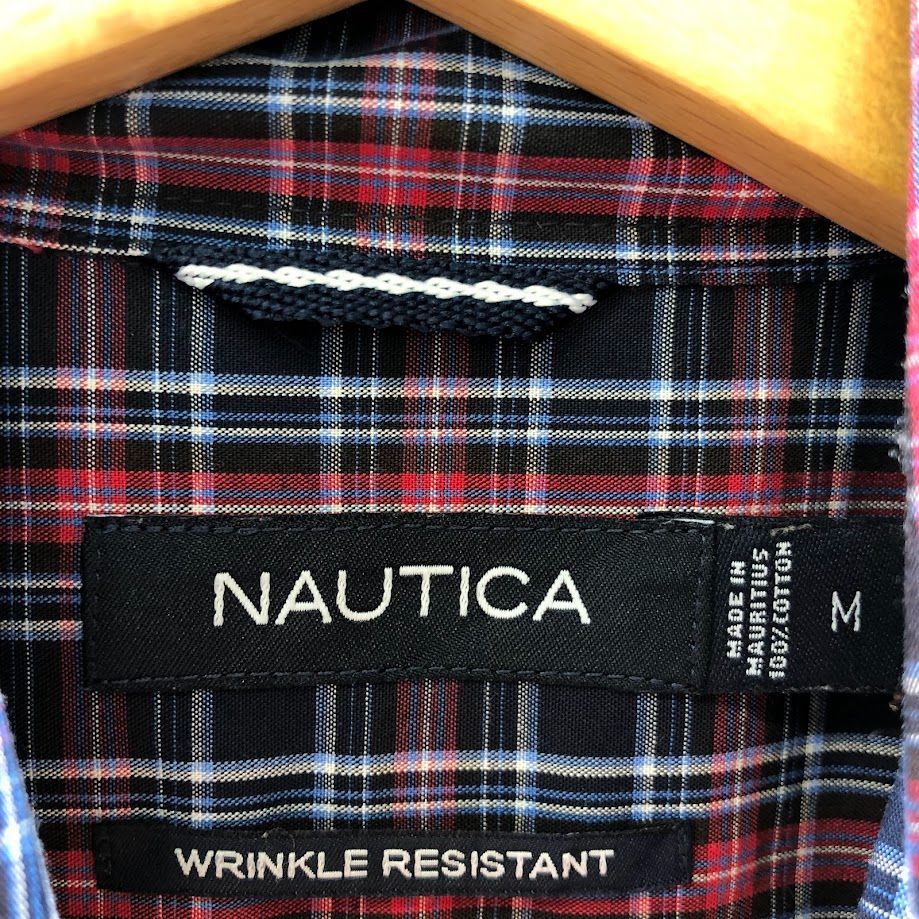 NAUTICA
MADE IN
MAURITIUS
100%COTTON
M
WRINKLE RESISTANT